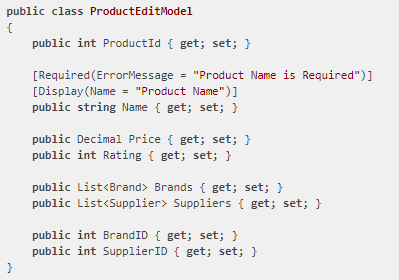 public class ProductEditModel
{
    public int ProductId { get; set; }

    [Required(ErrorMessage = "Product Name is Required")]
    [Display(Name = "Product Name")]
    public string Name { get; set; }

    public Decimal Price { get; set; }
    public int Rating { get; set; }

    public List<Brand> Brands { get; set; }
    public List<Supplier> Suppliers { get; set; }

    public int BrandID { get; set; }
    public int SupplierID { get; set; }
}